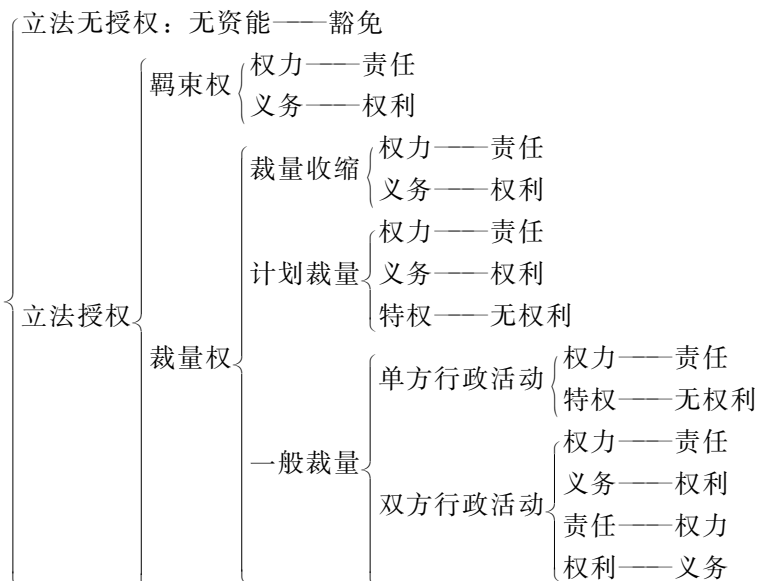 立法无授权：无资能——豁免
权力——责任
羁束权
义务——权利
权力——责任
裁量收缩
义务——权利
权力——责任
计划裁量
义务——权利
立法授权
特权——无权利
裁量权
权力——责任
单方行政活动
特权——无权利
一般裁量
权力——责任
义务——权利
双方行政活动
责任——权力
权利——义务